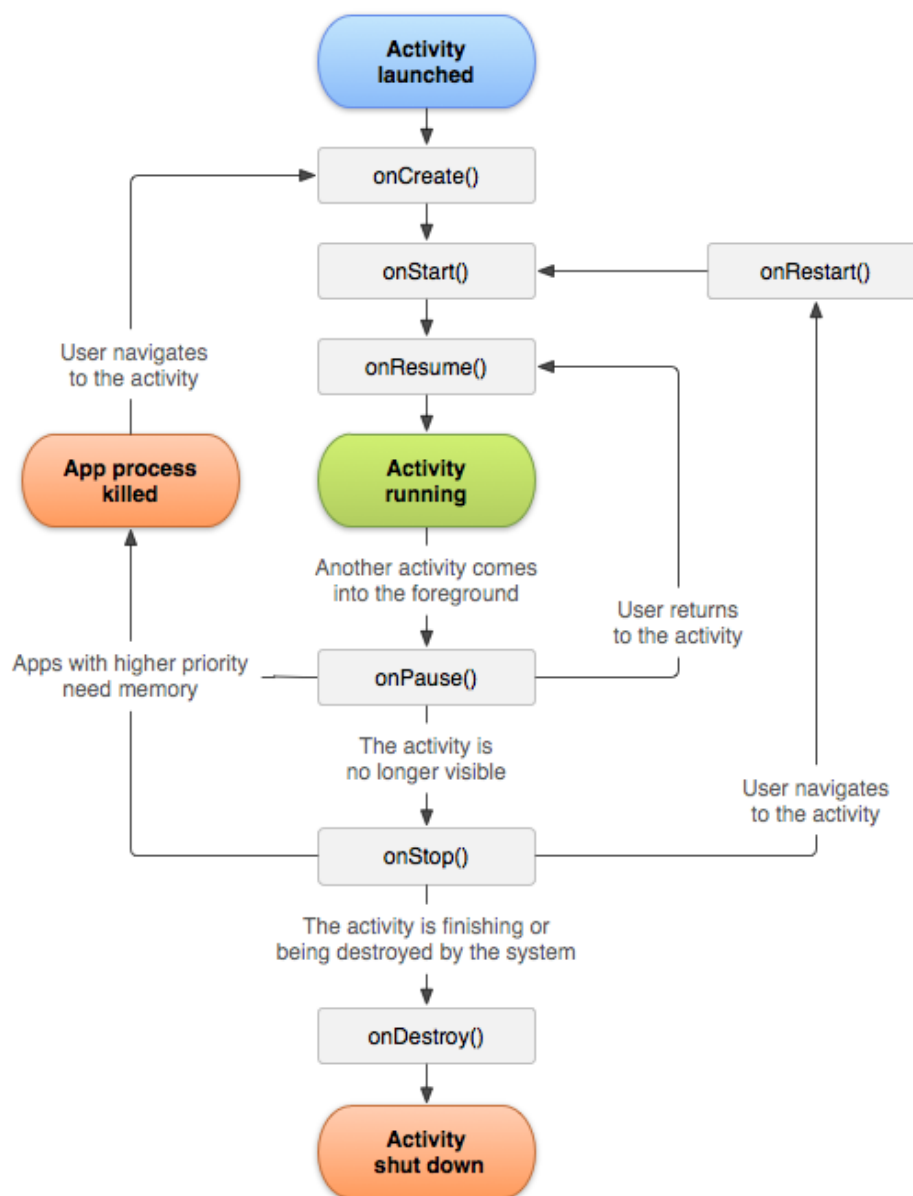 Activity
launched
onCreate()
onStart()
onRestart()
User navigates
to the activity
onResume()
App process
killed
Activity
running
Another activity comes
into the foreground
User returns
to the activity
Apps with higher priority
need memory
onPause()
The activity is
no longer visible
User navigates
to the activity
onStop()
The activity is finishing or
being destroyed by the system
onDestroy()
Activity
shut down